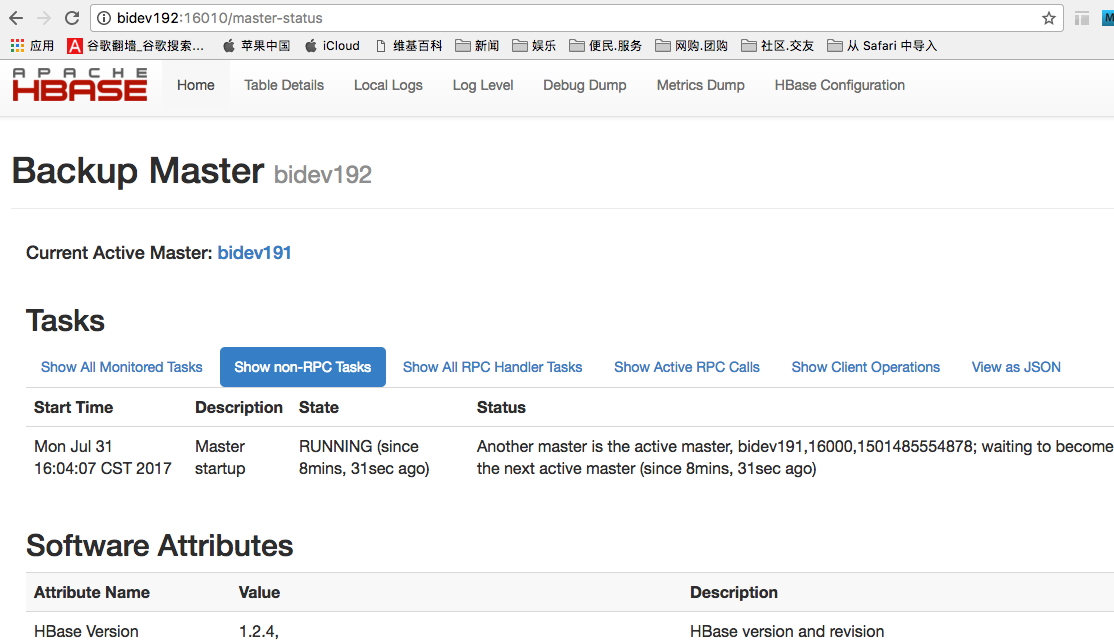 bidev192:16010/master-status
应用 谷歌翻墙_谷歌搜索... 苹果中国 iCloud 维基百科 新闻 娱乐 便民.服务 网购.团购 社区.交友 从 Safari 中导入
APACHE
HBASE
Home Table Details Local Logs Log Level Debug Dump Metrics Dump HBase Configuration
Backup Master bidev192
Current Active Master: bidev191
Tasks
Show All Monitored Tasks Show non-RPC Tasks Show All RPC Handler Tasks Show Active RPC Calls Show Client Operations View as JSON
Start Time Description State Status
Mon Jul 31 Master RUNNING (since Another master is the active master, bidev191,16000,1501485554878; waiting to become
16:04:07 CST 2017 startup 8mins, 31sec ago) the next active master (since 8mins, 31sec ago)
Software Attributes
Attribute Name Value Description
HBase Version 1.2.4, HBase version and revision